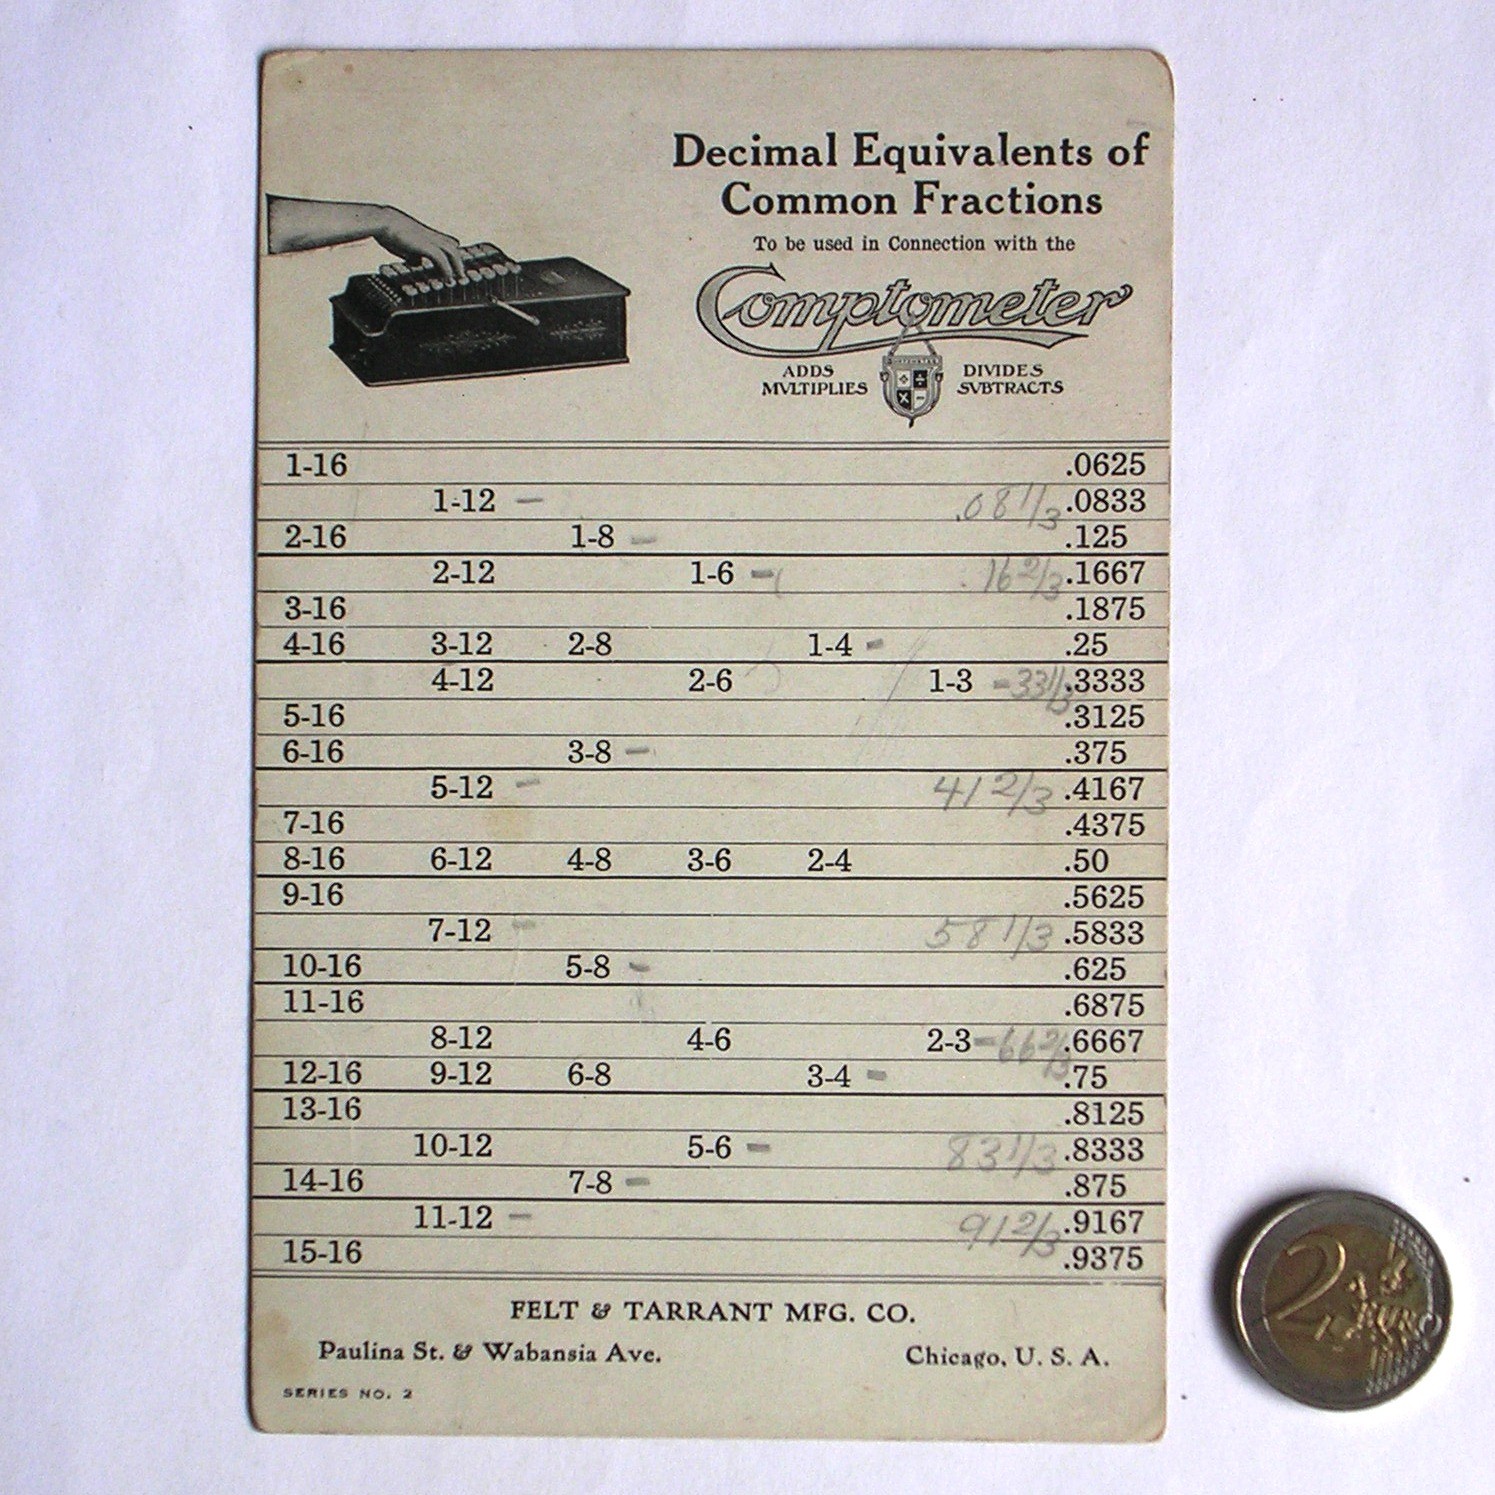 Decimal Equivalents of
Common Fractions
To be used in Connection with the
Comptometer
ADDS DIVIDES
MVLTIPLIES SVBTRACTS
1-16 .0625
1-12 - .08 1/3 .0833
2-16 1-8 - .125
2-12 1-6 - .16 2/3 .1667
3-16 .1875
4-16 3-12 2-8 1-4 - .25
4-12 2-6 1-3 - 33 1/3 .3333
5-16 .3125
6-16 3-8 - .375
5-12 - 41 2/3 .4167
7-16 .4375
8-16 6-12 4-8 3-6 2-4 .50
9-16 .5625
7-12 - 58 1/3 .5833
10-16 5-8 - .625
11-16 .6875
8-12 4-6 2-3 - 66 2/3 .6667
12-16 9-12 6-8 3-4 - .75
13-16 .8125
10-12 5-6 - 83 1/3 .8333
14-16 7-8 - .875
11-12 - 91 2/3 .9167
15-16 .9375
FELT & TARRANT MFG. CO.
Paulina St. & Wabansia Ave. Chicago, U. S. A.
SERIES NO. 2
2 EURO